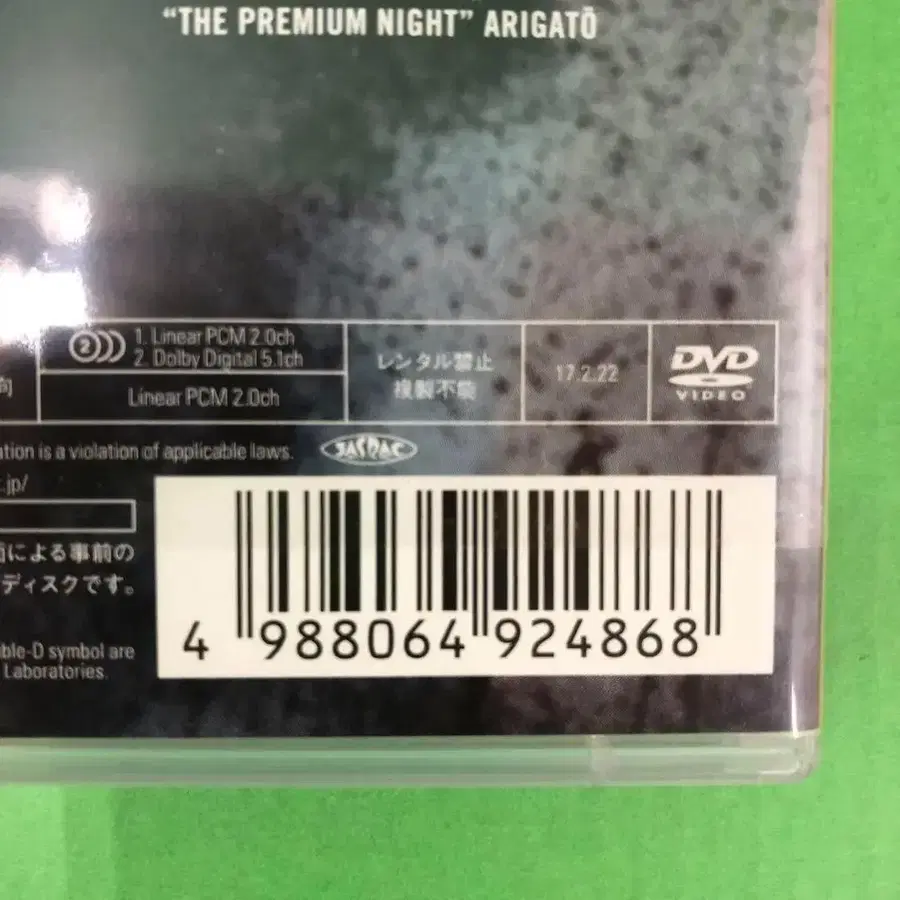 “THE PREMIUM NIGHT” ARIGATŌ
2
1. Linear PCM 2.0ch
2. Dolby Digital 5.1ch
向
Linear PCM 2.0ch
レンタル禁止
複製不能
17.2.22
DVD
VIDEO
ation is a violation of applicable laws.
JASRAC
.jp/
による事前の
ディスクです。
ble-D symbol are
Laboratories.
4 988064 924868